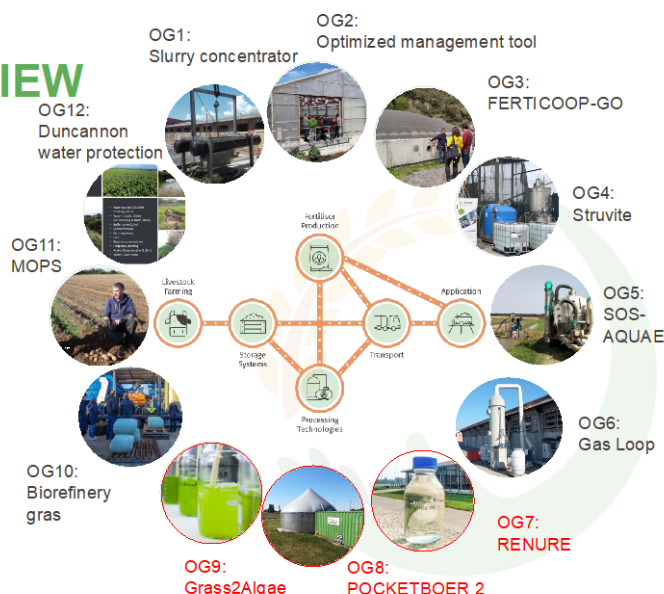 IEW
OG1:
Slurry concentrator
OG2:
Optimized management tool
OG3:
FERTICOOP-GO
OG4:
Struvite
OG5:
SOS-
AQUAE
OG6:
Gas Loop
OG7:
RENURE
OG8:
POCKETBOER 2
OG9:
Grass2Algae
OG10:
Biorefinery
gras
OG11:
MOPS
OG12:
Duncannon
water protection
Fertiliser
Production
Livestock
Farming
Storage
Systems
Transport
Application
Processing
Technologies